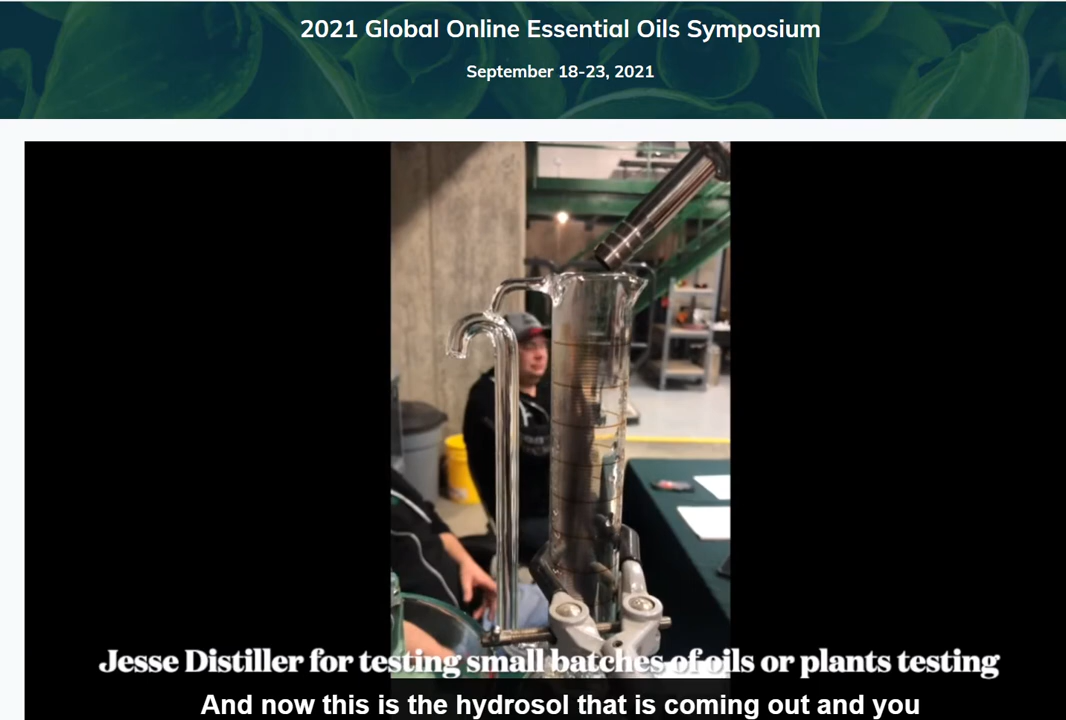 2021 Global Online Essential Oils Symposium
September 18-23, 2021
Jesse Distiller for testing small batches of oils or plants testing
And now this is the hydrosol that is coming out and you